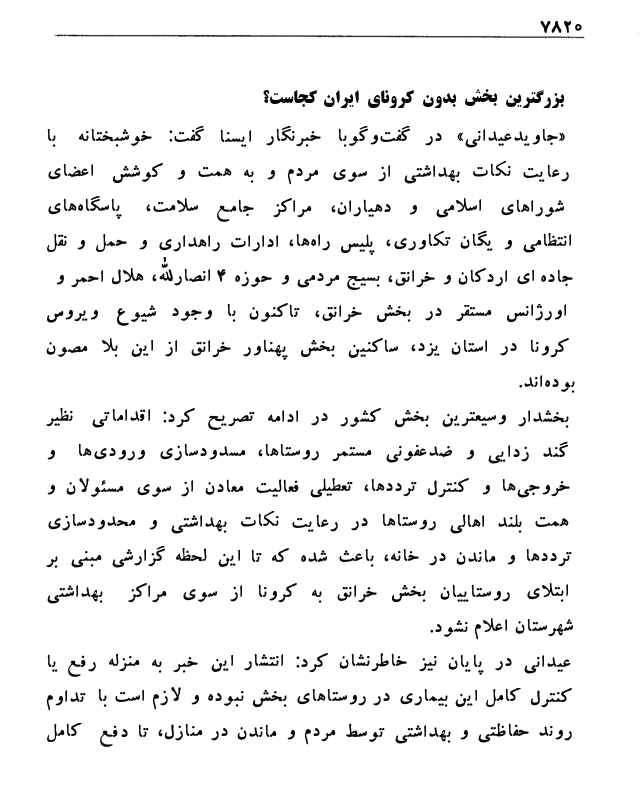 ۷۸۲۰
بزرگترین بخش بدون کرونای ایران کجاست؟
«جاویدعیدانی» در گفت‌وگوبا خبرنگار ایسنا گفت: خوشبختانه با
رعایت نکات بهداشتی از سوی مردم و به همت و کوشش اعضای
شوراهای اسلامی و دهیاران، مراکز جامع سلامت، پاسگاه‌های
انتظامی و یگان تکاوری، پلیس راه‌ها، ادارات راهداری و حمل و نقل
جاده ای اردکان و خرانق، بسیج مردمی و حوزه ۴ انصارلله، هلال احمر و
اورژانس مستقر در بخش خرانق، تاکنون با وجود شیوع ویروس
کرونا در استان یزد، ساکنین بخش پهناور خرانق از این بلا مصون
بوده‌اند.
بخشدار وسیعترین بخش کشور در ادامه تصریح کرد: اقداماتی نظیر
گند زدایی و ضدعفونی مستمر روستاها، مسدودسازی ورودی‌ها و
خروجی‌ها و کنترل ترددها، تعطیلی فعالیت معادن از سوی مسئولان و
همت بلند اهالی روستاها در رعایت نکات بهداشتی و محدودسازی
ترددها و ماندن در خانه، باعث شده که تا این لحظه گزارشی مبنی بر
ابتلای روستاییان بخش خرانق به کرونا از سوی مراکز بهداشتی
شهرستان اعلام نشود.
عیدانی در پایان نیز خاطرنشان کرد: انتشار این خبر به منزله رفع یا
کنترل کامل این بیماری در روستاهای بخش نبوده و لازم است با تداوم
روند حفاظتی و بهداشتی توسط مردم و ماندن در منازل، تا دفع کامل